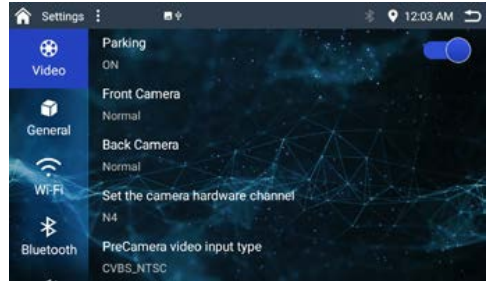 Settings
12:03 AM
Video
General
Wi-Fi
Bluetooth
Parking
ON
Front Camera
Normal
Back Camera
Normal
Set the camera hardware channel
N4
PreCamera video input type
CVBS_NTSC